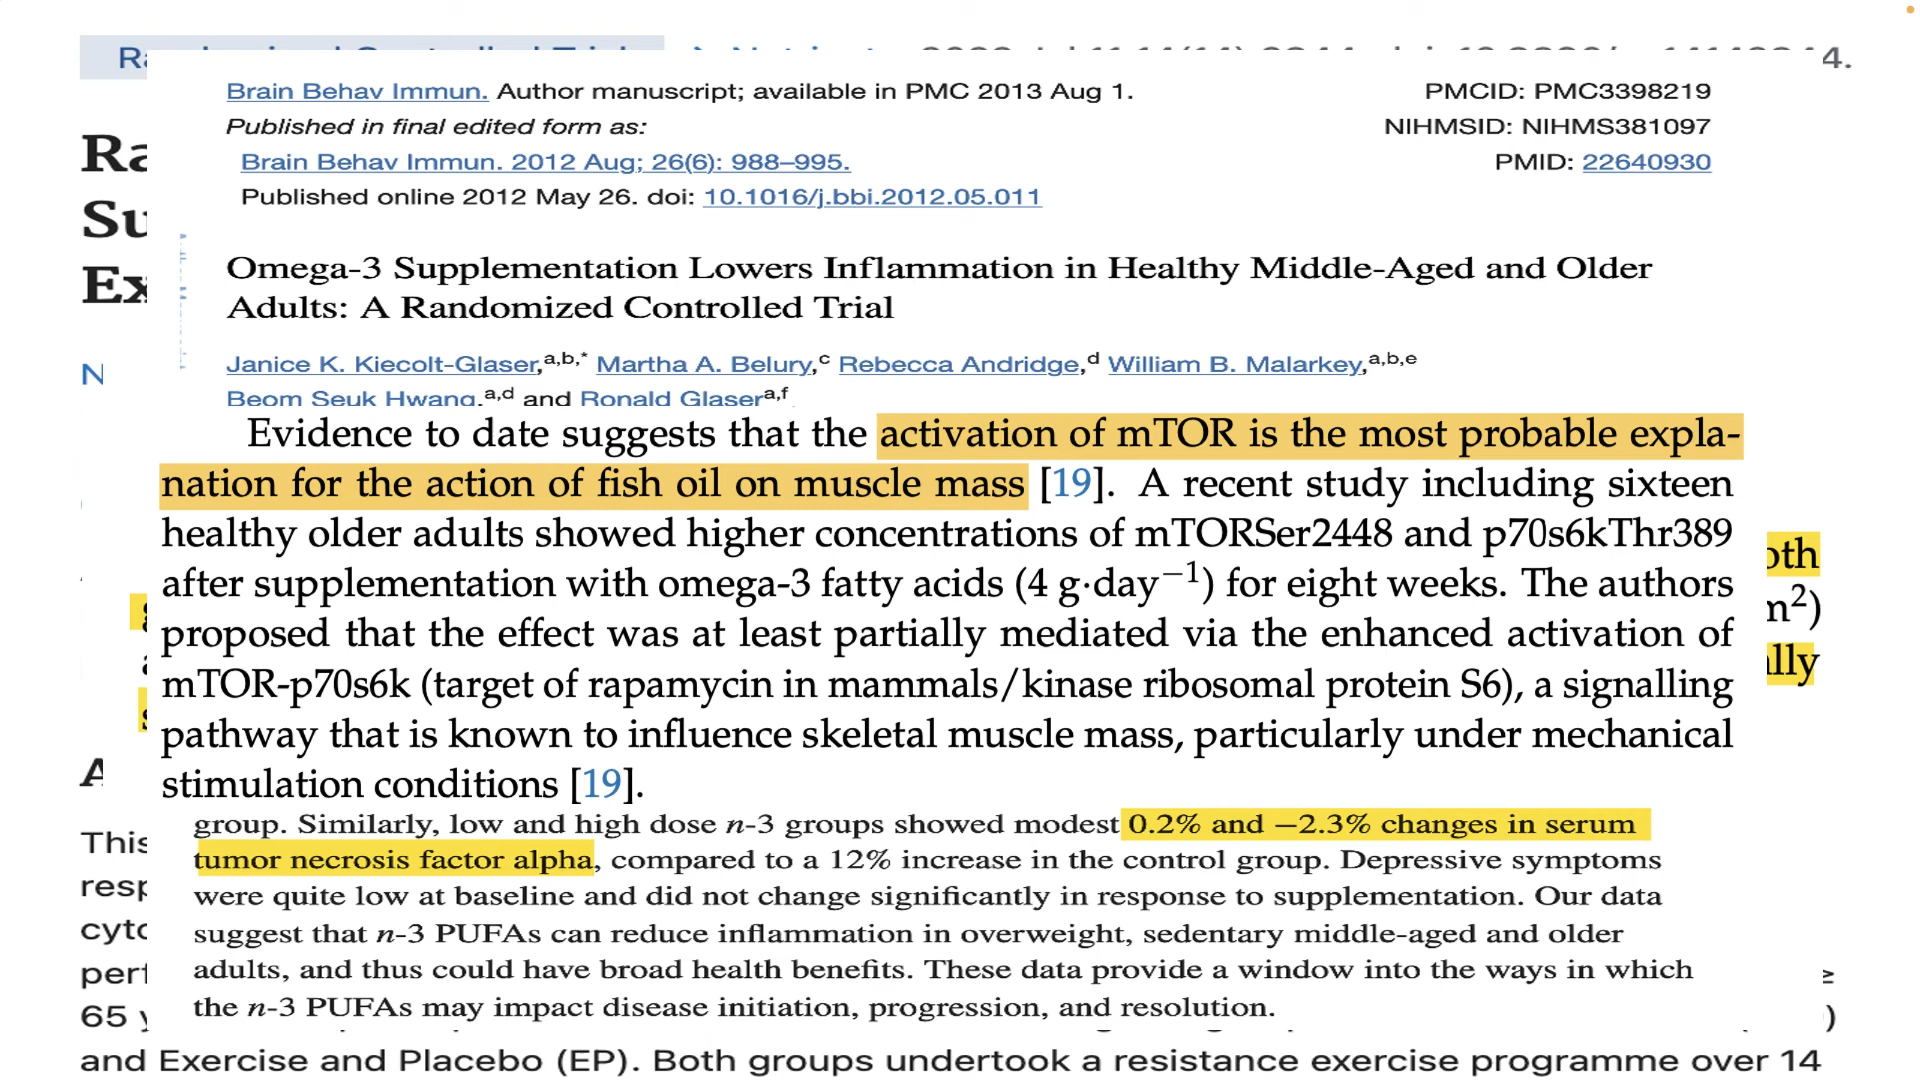 Brain Behav Immun. Author manuscript; available in PMC 2013 Aug 1.
PMCID: PMC3398219
Published in final edited form as:
NIHMSID: NIHMS381097
Brain Behav Immun. 2012 Aug; 26(6): 988–995.
PMID: 22640930
Published online 2012 May 26. doi: 10.1016/j.bbi.2012.05.011
Omega-3 Supplementation Lowers Inflammation in Healthy Middle-Aged and Older
Adults: A Randomized Controlled Trial
Janice K. Kiecolt-Glaser,a,b,* Martha A. Belury,c Rebecca Andridge,d William B. Malarkey,a,b,e
Beom Seuk Hwang,a,d and Ronald Glasera,f
Evidence to date suggests that the activation of mTOR is the most probable expla-
nation for the action of fish oil on muscle mass [19]. A recent study including sixteen
healthy older adults showed higher concentrations of mTORSer2448 and p70s6kThr389
after supplementation with omega-3 fatty acids (4 g·day−1) for eight weeks. The authors
proposed that the effect was at least partially mediated via the enhanced activation of
mTOR-p70s6k (target of rapamycin in mammals/kinase ribosomal protein S6), a signalling
pathway that is known to influence skeletal muscle mass, particularly under mechanical
stimulation conditions [19].
group. Similarly, low and high dose n-3 groups showed modest 0.2% and −2.3% changes in serum
tumor necrosis factor alpha, compared to a 12% increase in the control group. Depressive symptoms
were quite low at baseline and did not change significantly in response to supplementation. Our data
suggest that n-3 PUFAs can reduce inflammation in overweight, sedentary middle-aged and older
adults, and thus could have broad health benefits. These data provide a window into the ways in which
the n-3 PUFAs may impact disease initiation, progression, and resolution.
This
65
and Exercise and Placebo (EP). Both groups undertook a resistance exercise programme over 14